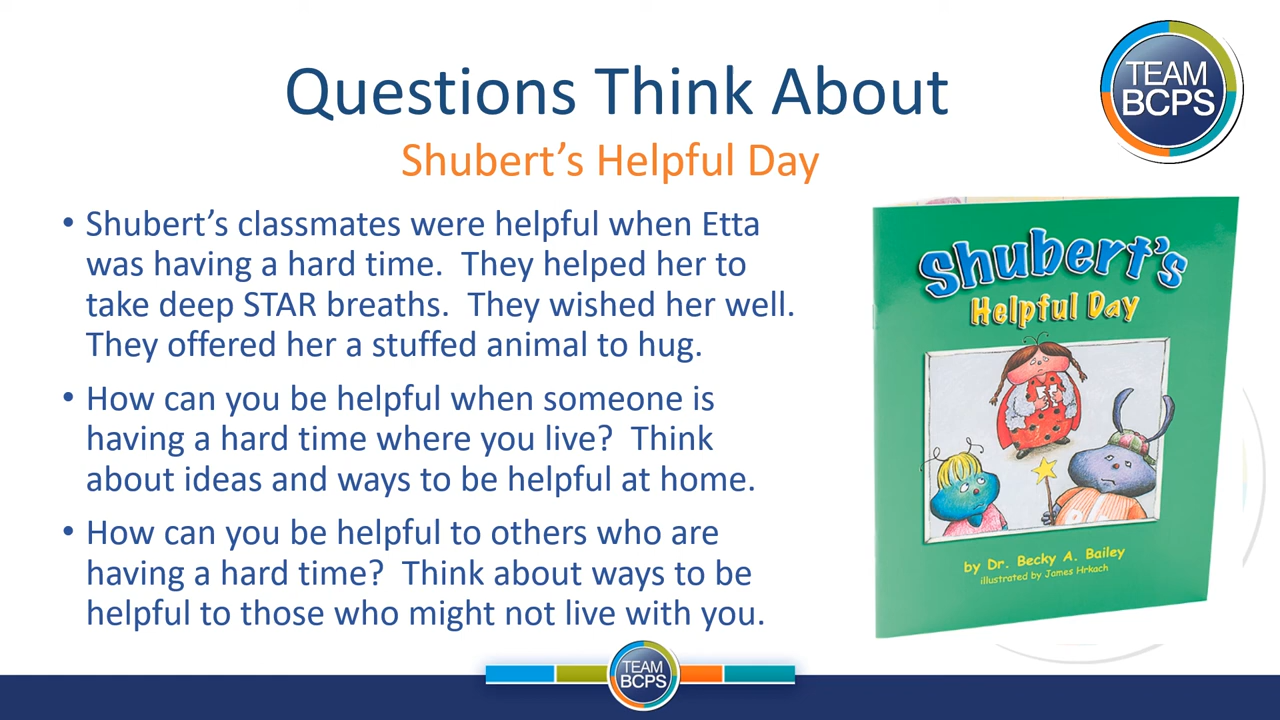 Questions Think About
Shubert’s Helpful Day
TEAM
BCPS
• Shubert’s classmates were helpful when Etta
was having a hard time.  They helped her to
take deep STAR breaths.  They wished her well.
They offered her a stuffed animal to hug.
• How can you be helpful when someone is
having a hard time where you live?  Think
about ideas and ways to be helpful at home.
• How can you be helpful to others who are
having a hard time?  Think about ways to be
helpful to those who might not live with you.
Shubert's
Helpful Day
by Dr. Becky A. Bailey
illustrated by James Hrkach
TEAM
BCPS